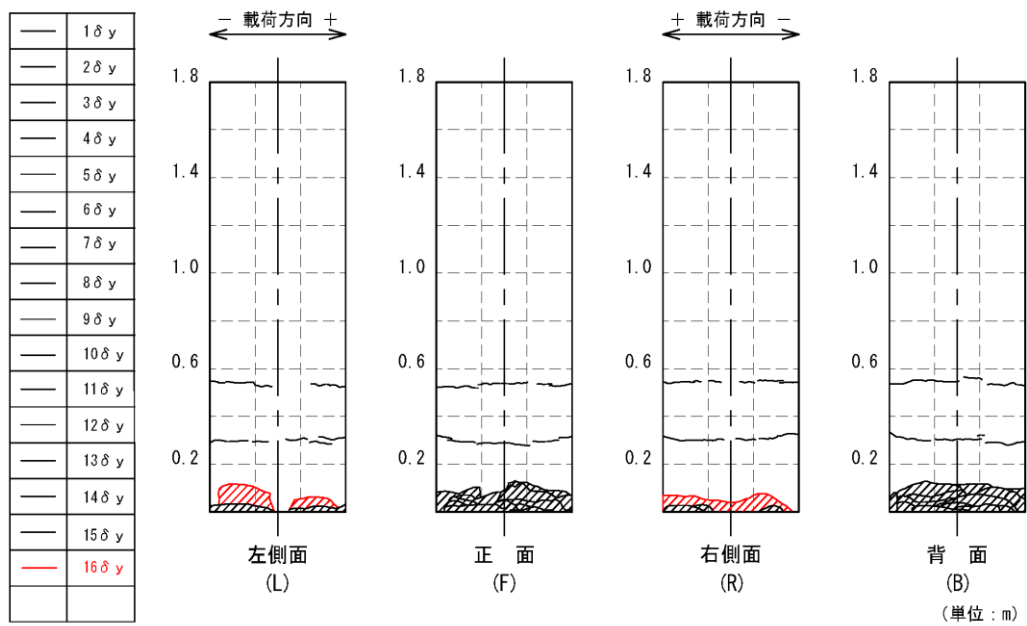 1δy
2δy
3δy
4δy
5δy
6δy
7δy
8δy
9δy
10δy
11δy
12δy
13δy
14δy
15δy
16δy
− 載荷方向 +
1.8
1.4
1.0
0.6
0.2
左側面
(L)
1.8
1.4
1.0
0.6
0.2
正 面
(F)
+ 載荷方向 −
1.8
1.4
1.0
0.6
0.2
右側面
(R)
1.8
1.4
1.0
0.6
0.2
背 面
(B)
(単位:m)